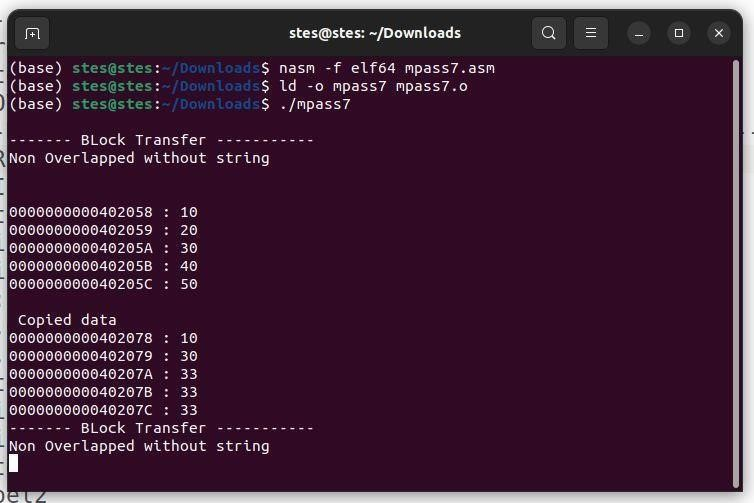 stes@stes: ~/Downloads
(base) stes@stes:~/Downloads$ nasm -f elf64 mpass7.asm
(base) stes@stes:~/Downloads$ ld -o mpass7 mpass7.o
(base) stes@stes:~/Downloads$ ./mpass7
------- BLock Transfer -----------
Non Overlapped without string
0000000000402058 : 10
0000000000402059 : 20
000000000040205A : 30
000000000040205B : 40
000000000040205C : 50
Copied data
0000000000402078 : 10
0000000000402079 : 30
000000000040207A : 33
000000000040207B : 33
000000000040207C : 33
------- BLock Transfer -----------
Non Overlapped without string